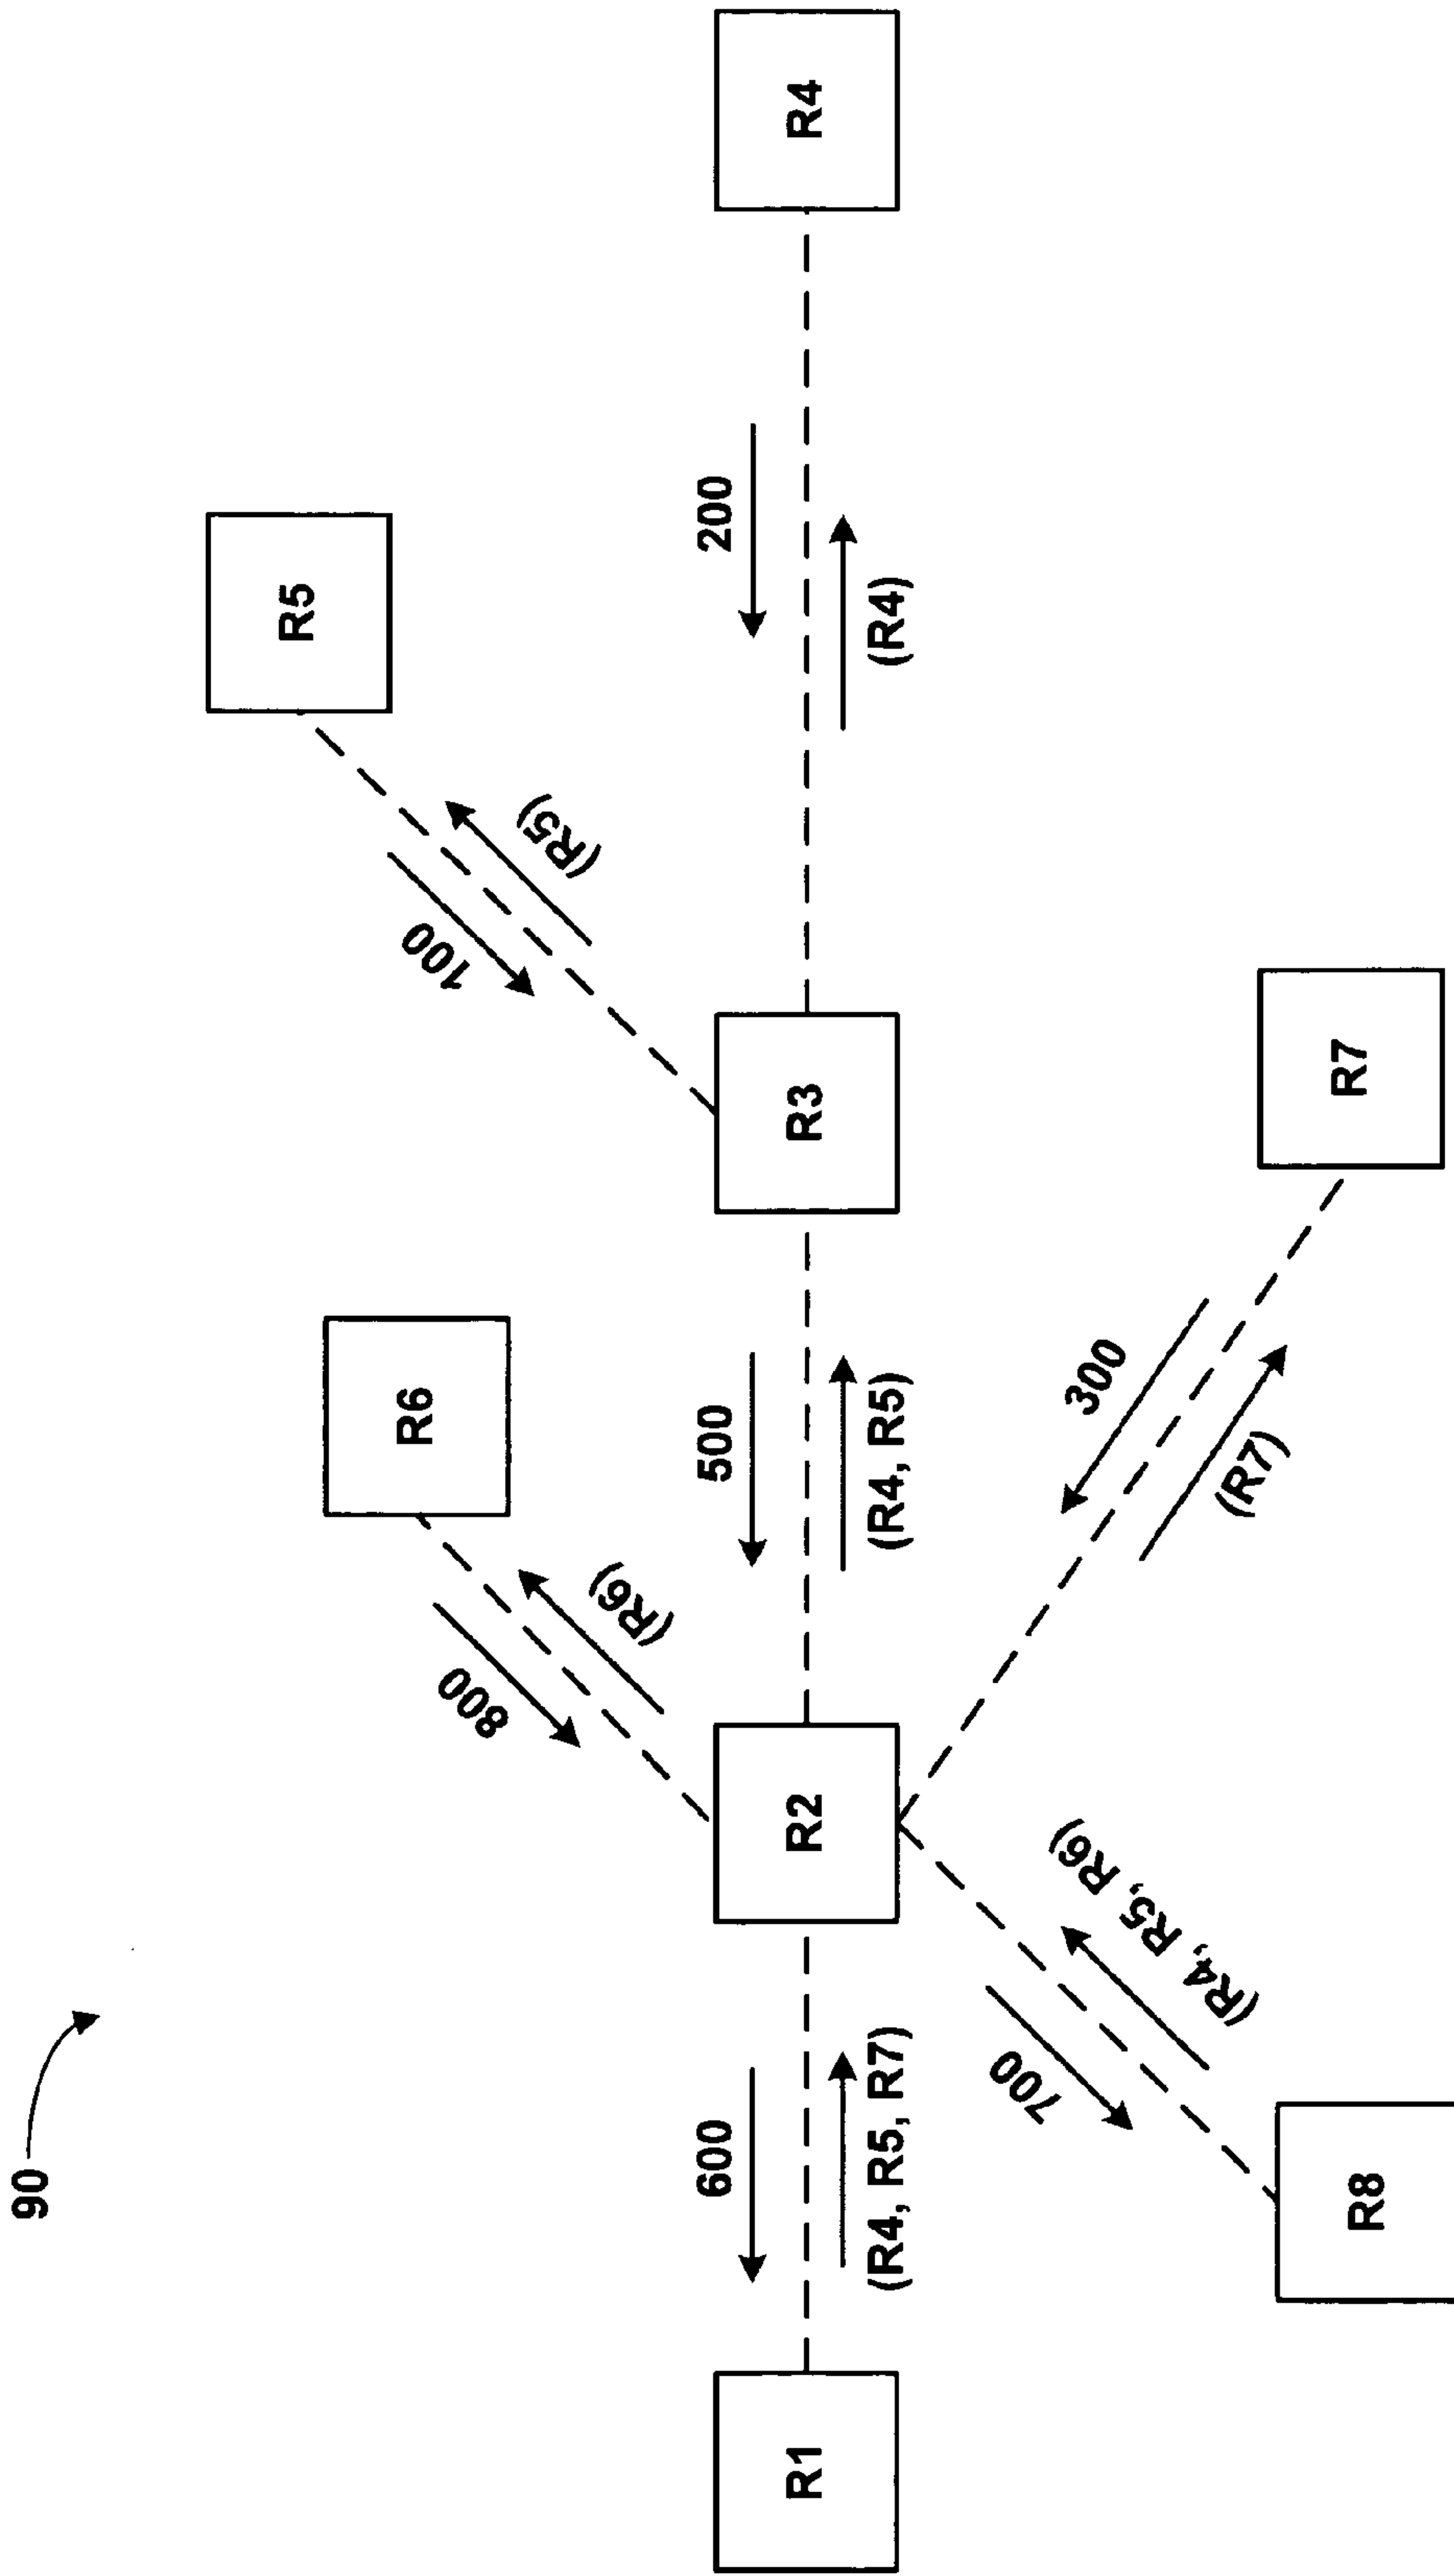 90
R6
R5
800
(R6)
100
(R5)
600
500
200
R1
R2
R3
R4
(R4, R5, R7)
(R4, R5)
(R4)
700
(R4, R5, R6)
300
(R7)
R8
R7